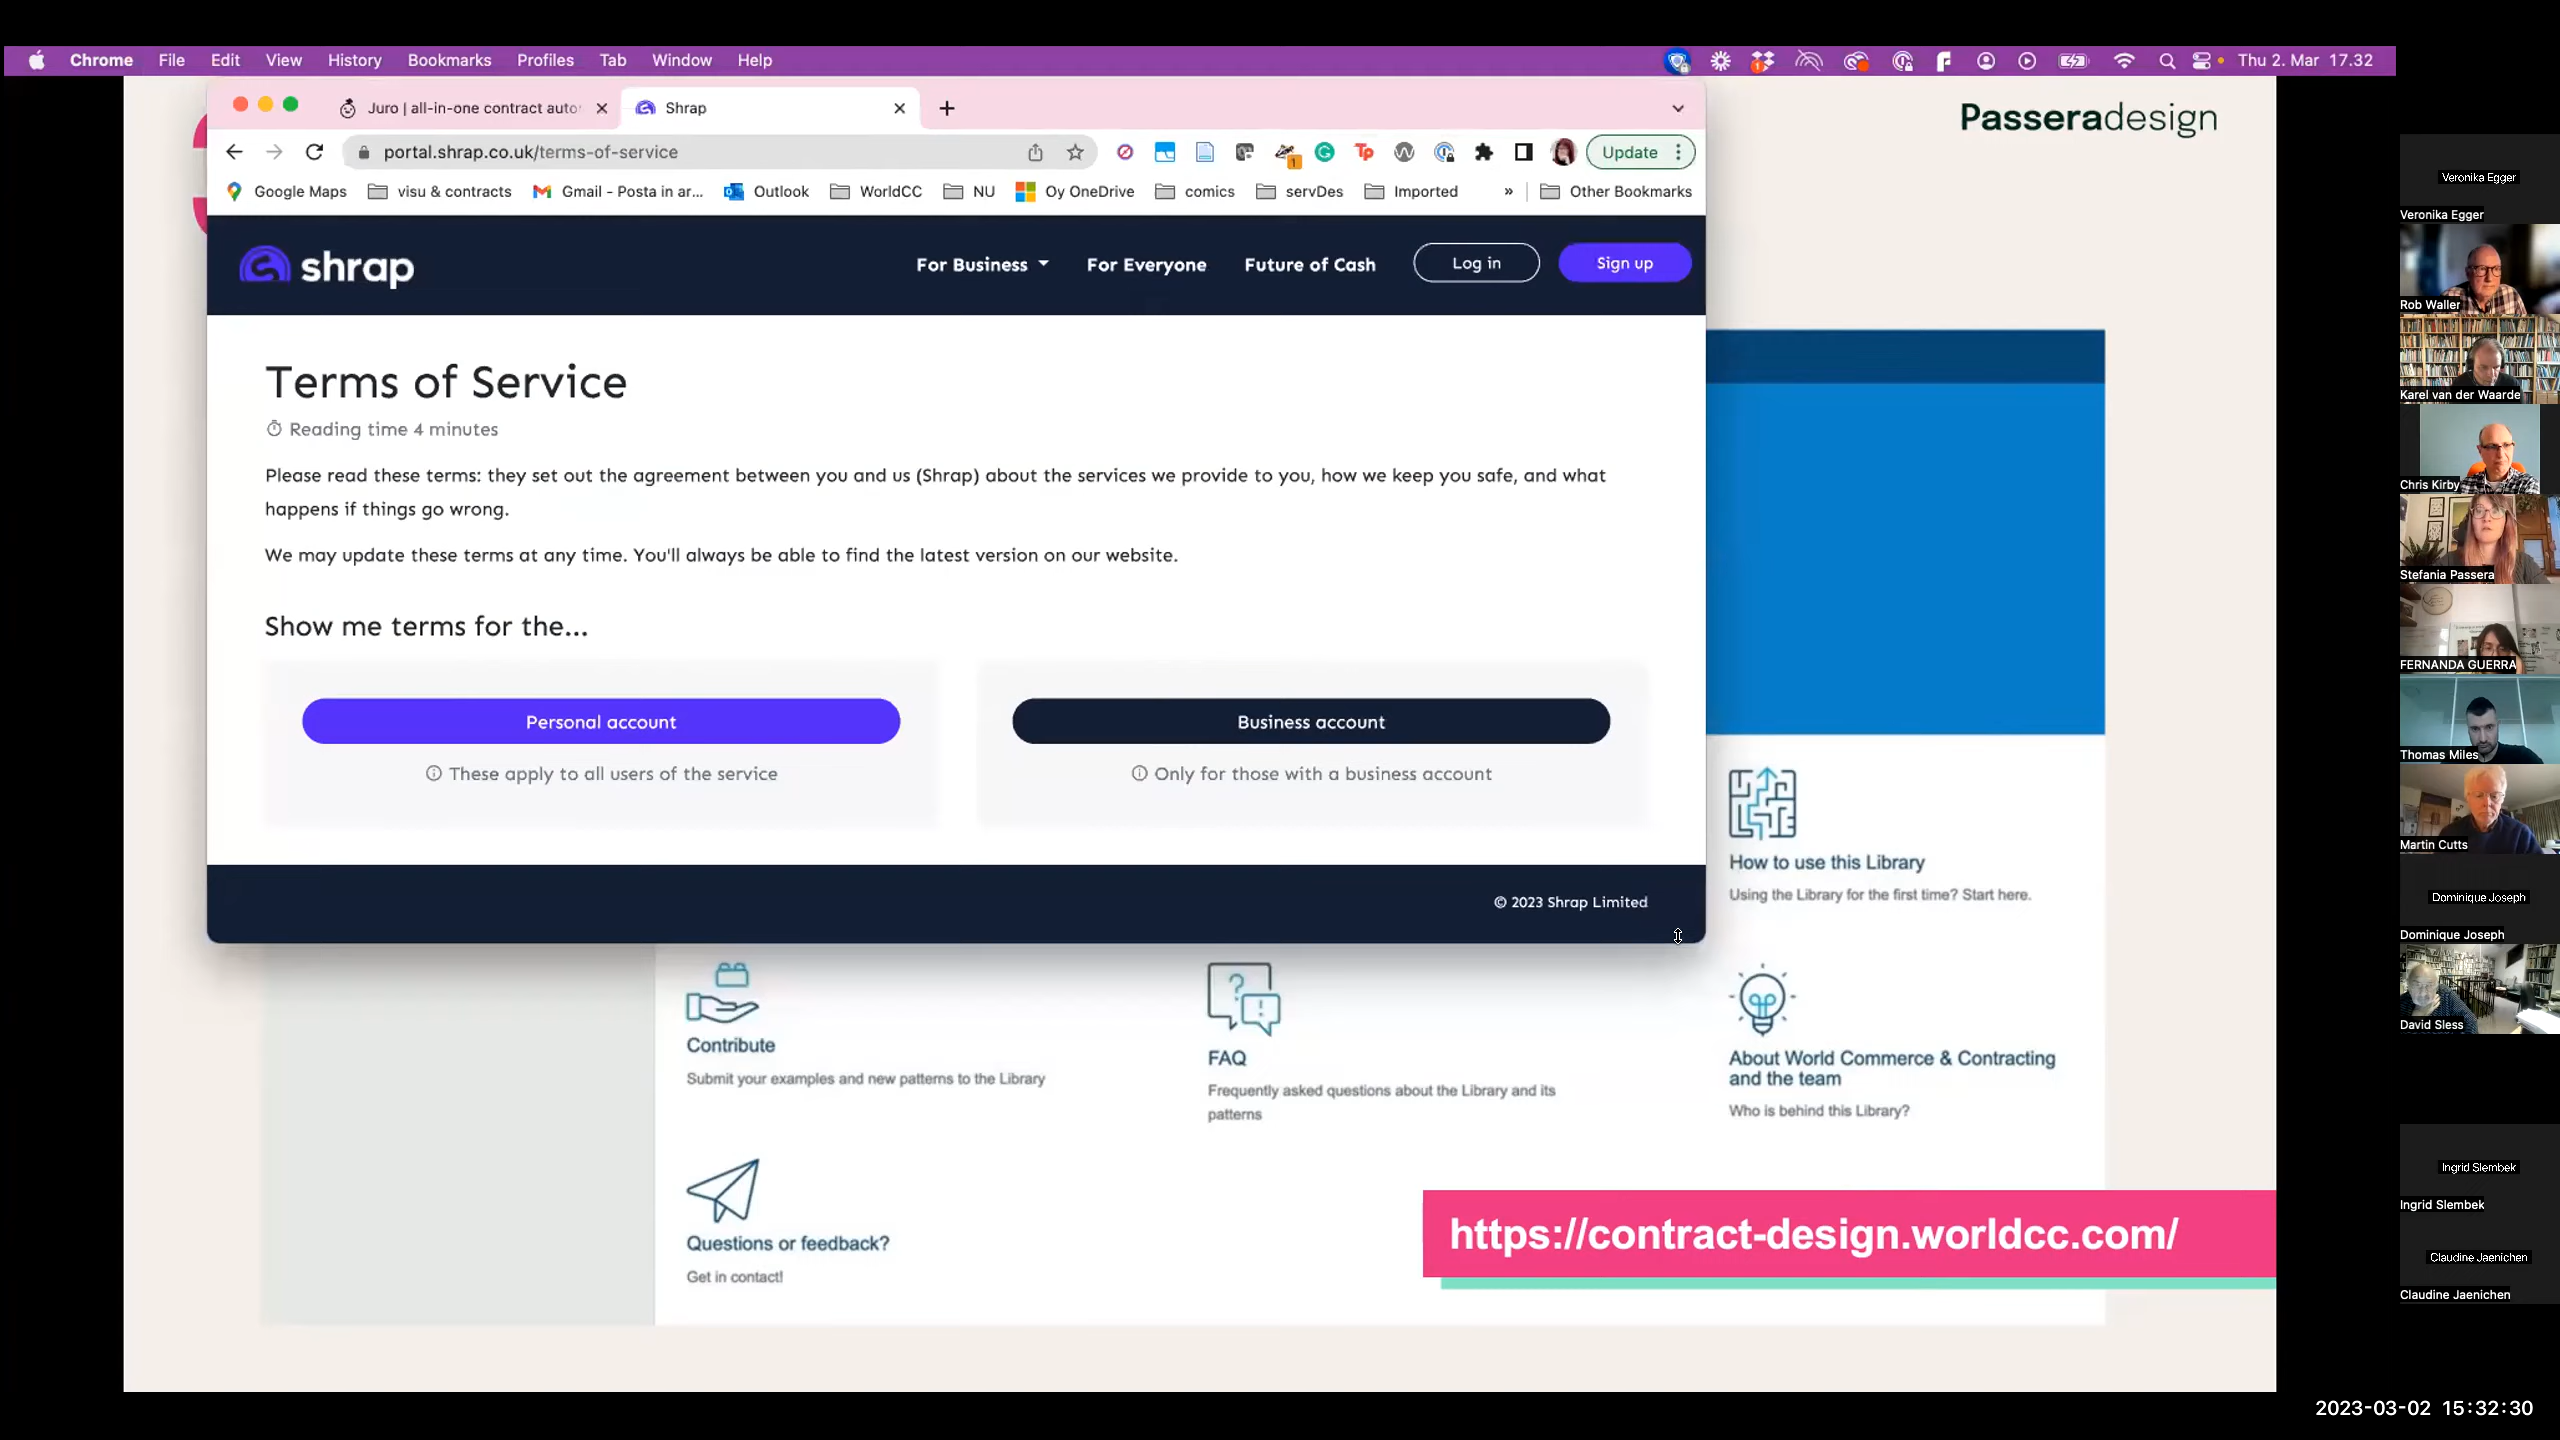 Chrome File Edit View History Bookmarks Profiles Tab Window Help
Thu 2. Mar 17.32
Juro | all-in-one contract auto
Shrap
portal.shrap.co.uk/terms-of-service
Update
Google Maps
visu & contracts
Gmail - Posta in ar...
Outlook
WorldCC
NU
Oy OneDrive
comics
servDes
Imported
»
Other Bookmarks
Passeradesign
shrap
For Business
For Everyone
Future of Cash
Log in
Sign up
Terms of Service
Reading time 4 minutes
Please read these terms: they set out the agreement between you and us (Shrap) about the services we provide to you, how we keep you safe, and what
happens if things go wrong.
We may update these terms at any time. You'll always be able to find the latest version on our website.
Show me terms for the...
Personal account
These apply to all users of the service
Business account
Only for those with a business account
© 2023 Shrap Limited
How to use this Library
Using the Library for the first time? Start here.
Contribute
Submit your examples and new patterns to the Library
FAQ
Frequently asked questions about the Library and its
patterns
About World Commerce & Contracting
and the team
Who is behind this Library?
Questions or feedback?
Get in contact!
https://contract-design.worldcc.com/
Veronika Egger
Veronika Egger
Rob Waller
Karel van der Waarde
Chris Kirby
Stefania Passera
FERNANDA GUERRA
Thomas Miles
Martin Cutts
Dominique Joseph
Dominique Joseph
David Sless
Ingrid Slembek
Ingrid Slembek
Claudine Jaenichen
Claudine Jaenichen
2023-03-02 15:32:30